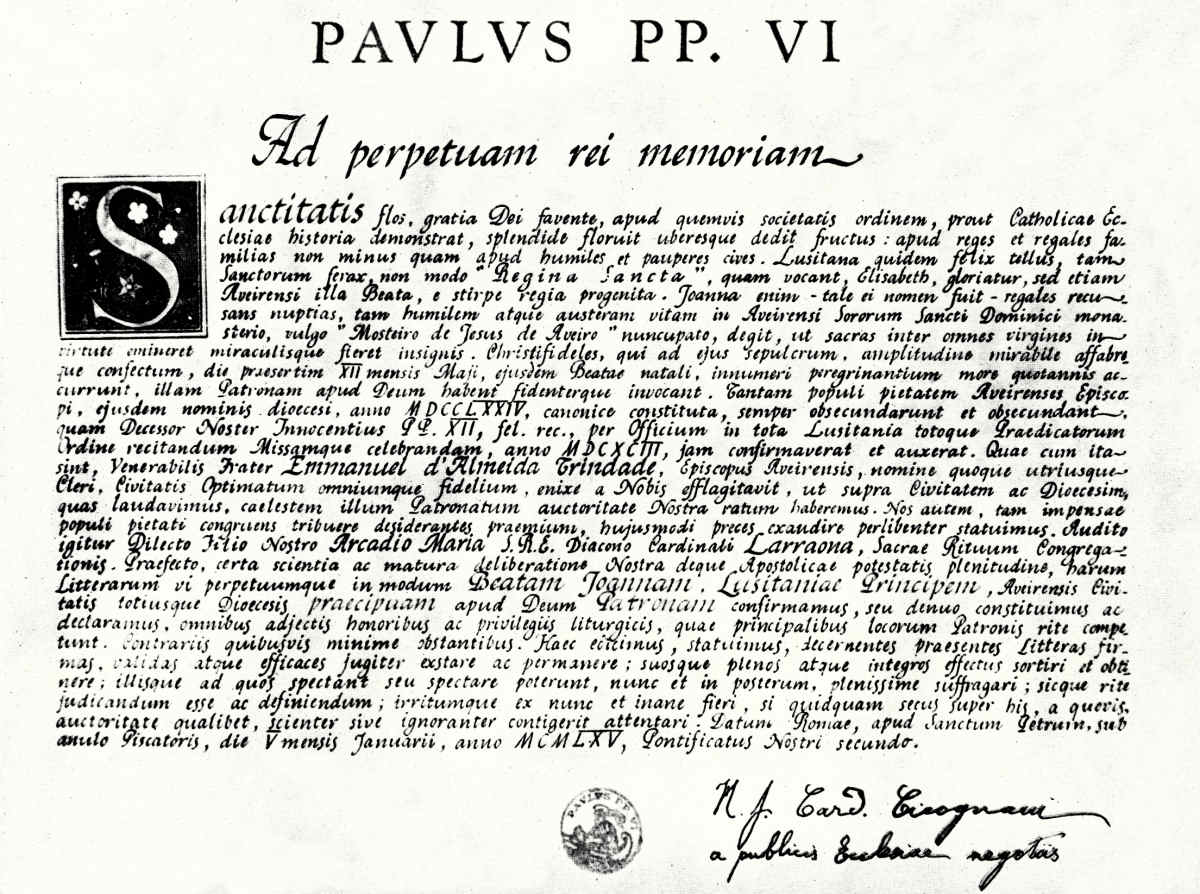 PAVLVS PP. VI
Ad perpetuam rei memoriam
Sanctitatis flos, gratia Dei favente, apud quemvis societatis ordinem, prout Catholicae Ec-
clesiae historia demonstrat, splendide floruit uberesque dedit fructus: apud reges et regales fa-
milias non minus quam apud humiles et pauperes cives. Lusitana quidem felix tellus, tam
Sanctorum ferax, non modo "Regina Sancta", quam vocant, Elisabeth, gloriatur, sed etiam
Aveirensi illa Beata, e stirpe regia progenita. Joanna enim - tale ei nomen fuit - regales recu-
sans nuptias, tam humilem atque austeram vitam in Aveirensi Sororum Sancti Dominici mona-
sterio, vulgo "Mosteiro de Jesus de Aveiro" nuncupato, degit, ut sacras inter omnes virgines in
virtute emineret miraculisque fieret insignis. Christifideles, qui ad ejus sepulcrum, amplitudine mirabile affabre
que confectum, die praesertim XII mensis Maji, ejusdem Beatae natali, innumeri peregrinantium more quotannis ac-
currunt, illam Patronam apud Deum habent fidenterque invocant. Tantam populi pietatem Aveirenses Episco-
pi, ejusdem nominis dioecesi, anno MDCCLXXIV, canonice constituta, semper obsecundarunt et obsecundant,
quam Decessor Noster Innocentius PP. XII, fel. rec., per Officium in tota Lusitania totoque Praedicatorum
Ordine recitandum Missamque celebrandam, anno MDCXCIII, jam confirmaverat et auxerat. Quae cum ita
sint, Venerabilis Frater Emmanuel d'Almeida Trindade, Episcopus Aveirensis, nomine quoque utriusque
Cleri, Civitatis Optimatum omniumque fidelium, enixe a Nobis efflagitavit, ut supra Civitatem ac Dioecesim,
quas laudavimus, caelestem illum Patronatum auctoritate Nostra ratum haberemus. Nos autem, tam impensae
populi pietati congruens tribuere desiderantes praemium, hujusmodi preces exaudire perlibenter statuimus. Audito
igitur Dilecto Filio Nostro Arcadio Maria S.R.E. Diacono Cardinali Larraona, Sacrae Rituum Congrega-
tionis Praefecto, certa scientia ac matura deliberatione Nostra deque Apostolicae potestatis plenitudine, harum
Litterarum vi perpetuumque in modum Beatam Joannam, Lusitaniae Principem, Aveirensis Civi-
tatis totiusque Dioecesis praecipuam apud Deum Patronam confirmamus, seu denuo constituimus ac
declaramus, omnibus adjectis honoribus ac privilegiis liturgicis, quae principalibus locorum Patronis rite compe
tunt. Contrariis quibusvis minime obstantibus. Haec edicimus, statuimus, decernentes praesentes Litteras fir-
mas, validas atque efficaces jugiter exstare ac permanere; suosque plenos atque integros effectus sortiri et obti
nere; illisque ad quos spectant seu spectare poterunt, nunc et in posterum, plenissime suffragari; sicque rite
judicandum esse ac definiendum; irritumque ex nunc et inane fieri, si quidquam secus super his, a quovis,
auctoritate qualibet, scienter sive ignoranter contigerit attentari. Datum Romae, apud Sanctum Petrum, sub
anulo Piscatoris, die V mensis Januarii, anno MCMLXV, Pontificatus Nostri secundo.
PAVLVS PP VI
H. J. Card. Cicognani
a publicis Ecclesiae negotiis